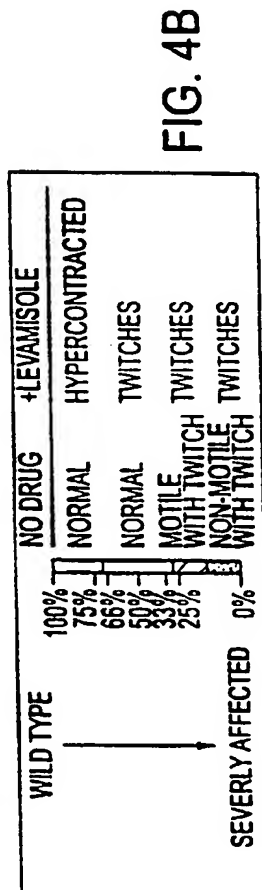 NO DRUG +LEVAMISOLE
WILD TYPE
100%
75% NORMAL HYPERCONTRACTED
66%
50% NORMAL TWITCHES
33% MOTILE
25% WITH TWITCH TWITCHES
NON-MOTILE
0% WITH TWITCH TWITCHES
SEVERLY AFFECTED
FIG. 4B